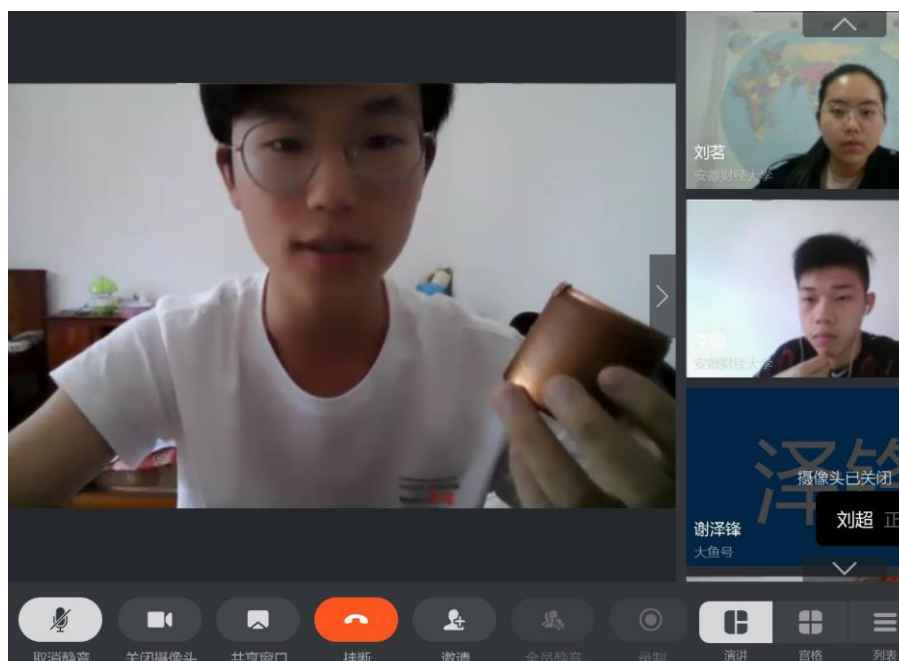 刘茗
安徽财经大学
安徽财经大学
泽锋
摄像头已关闭
刘超 正
谢泽锋
大鱼号
取消静音
关闭摄像头
共享窗口
挂断
邀请
全员静音
录制
演讲
宫格
列表